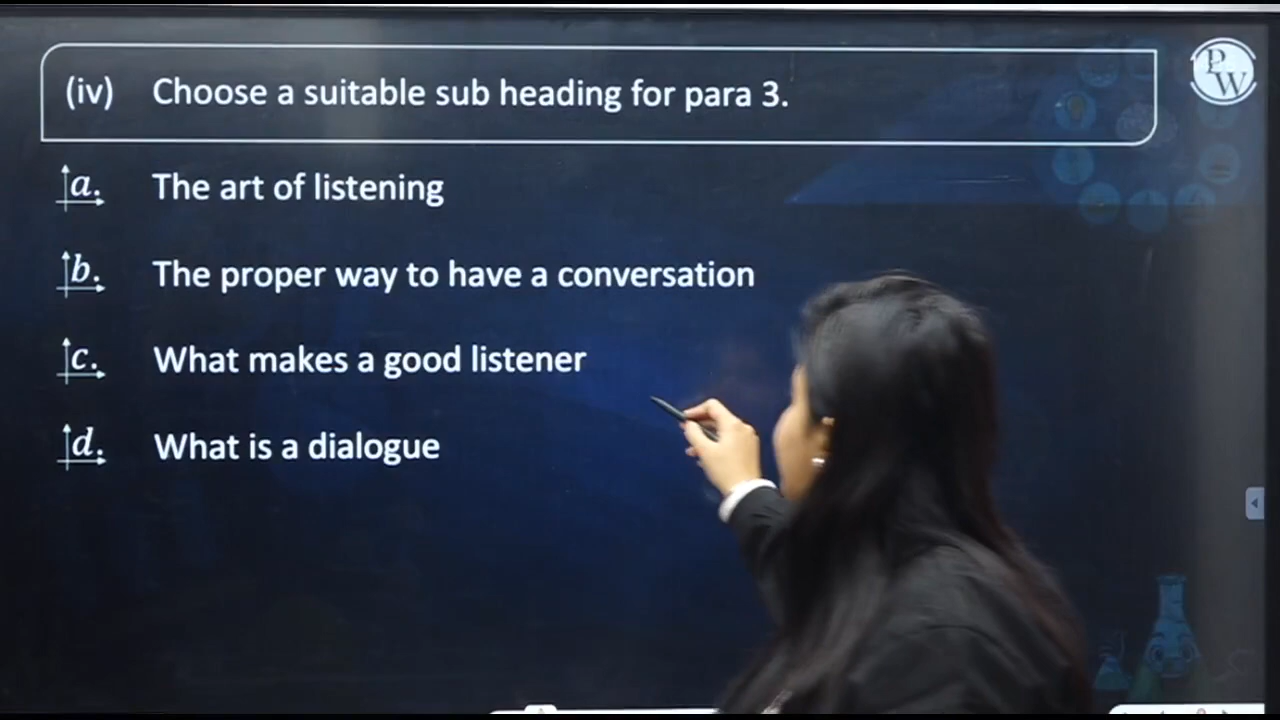 (iv) Choose a suitable sub heading for para 3.
PW
a. The art of listening
b. The proper way to have a conversation
c. What makes a good listener
d. What is a dialogue